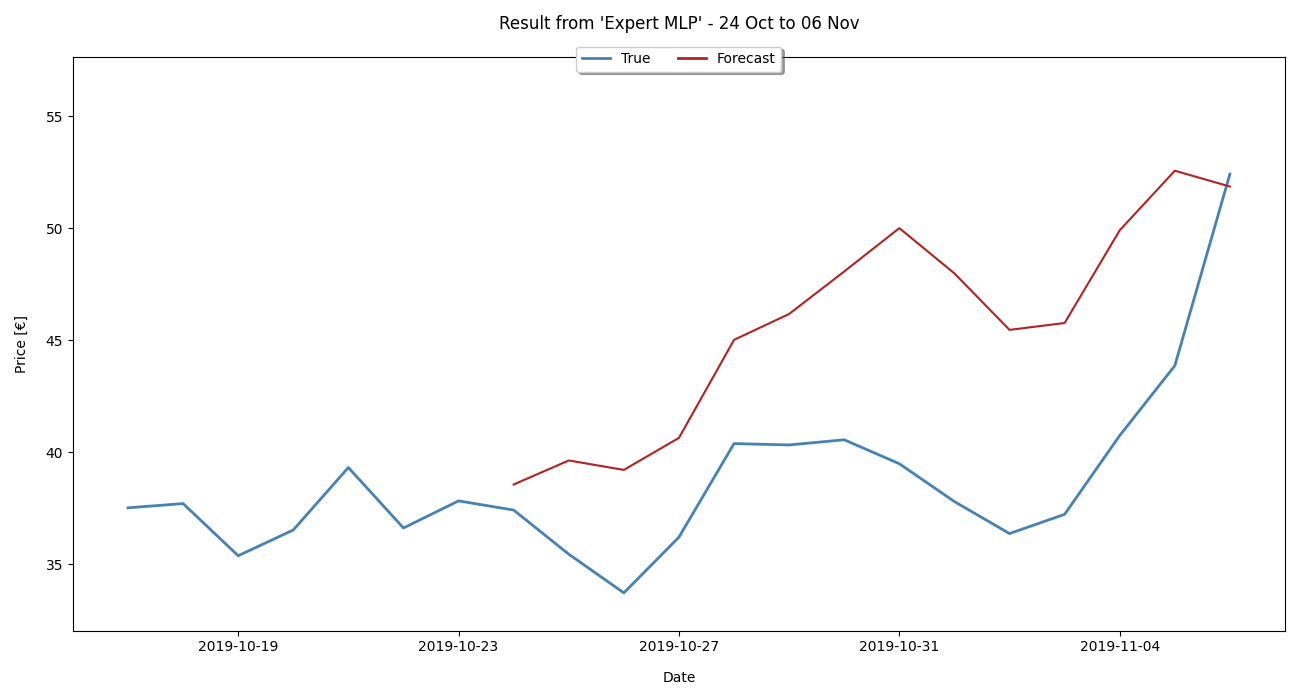 Result from 'Expert MLP' - 24 Oct to 06 Nov
True Forecast
55
50
45
40
35
Price [€]
2019-10-19 2019-10-23 2019-10-27 2019-10-31 2019-11-04
Date